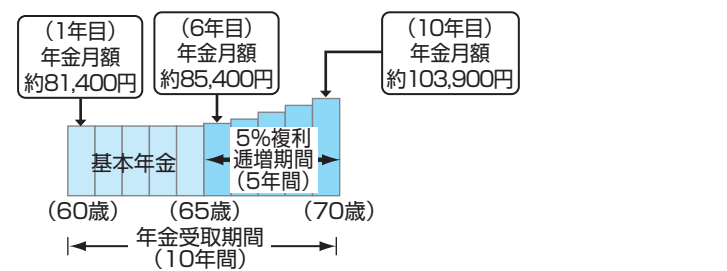 （1年目）
年金月額
約81,400円
（6年目）
年金月額
約85,400円
（10年目）
年金月額
約103,900円
基本年金
5%複利
逓増期間
（5年間）
（60歳）
（65歳）
（70歳）
年金受取期間
（10年間）